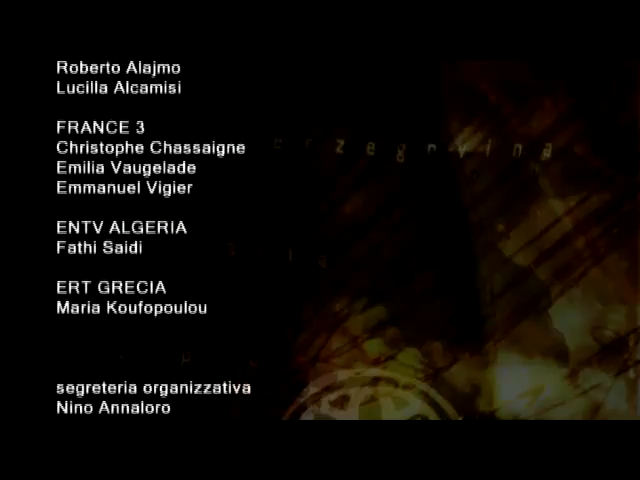 Roberto Alajmo
Lucilla Alcamisi
FRANCE 3
Christophe Chassaigne
Emilia Vaugelade
Emmanuel Vigier
ENTV ALGERIA
Fathi Saidi
ERT GRECIA
Maria Koufopoulou
segreteria organizzativa
Nino Annaloro